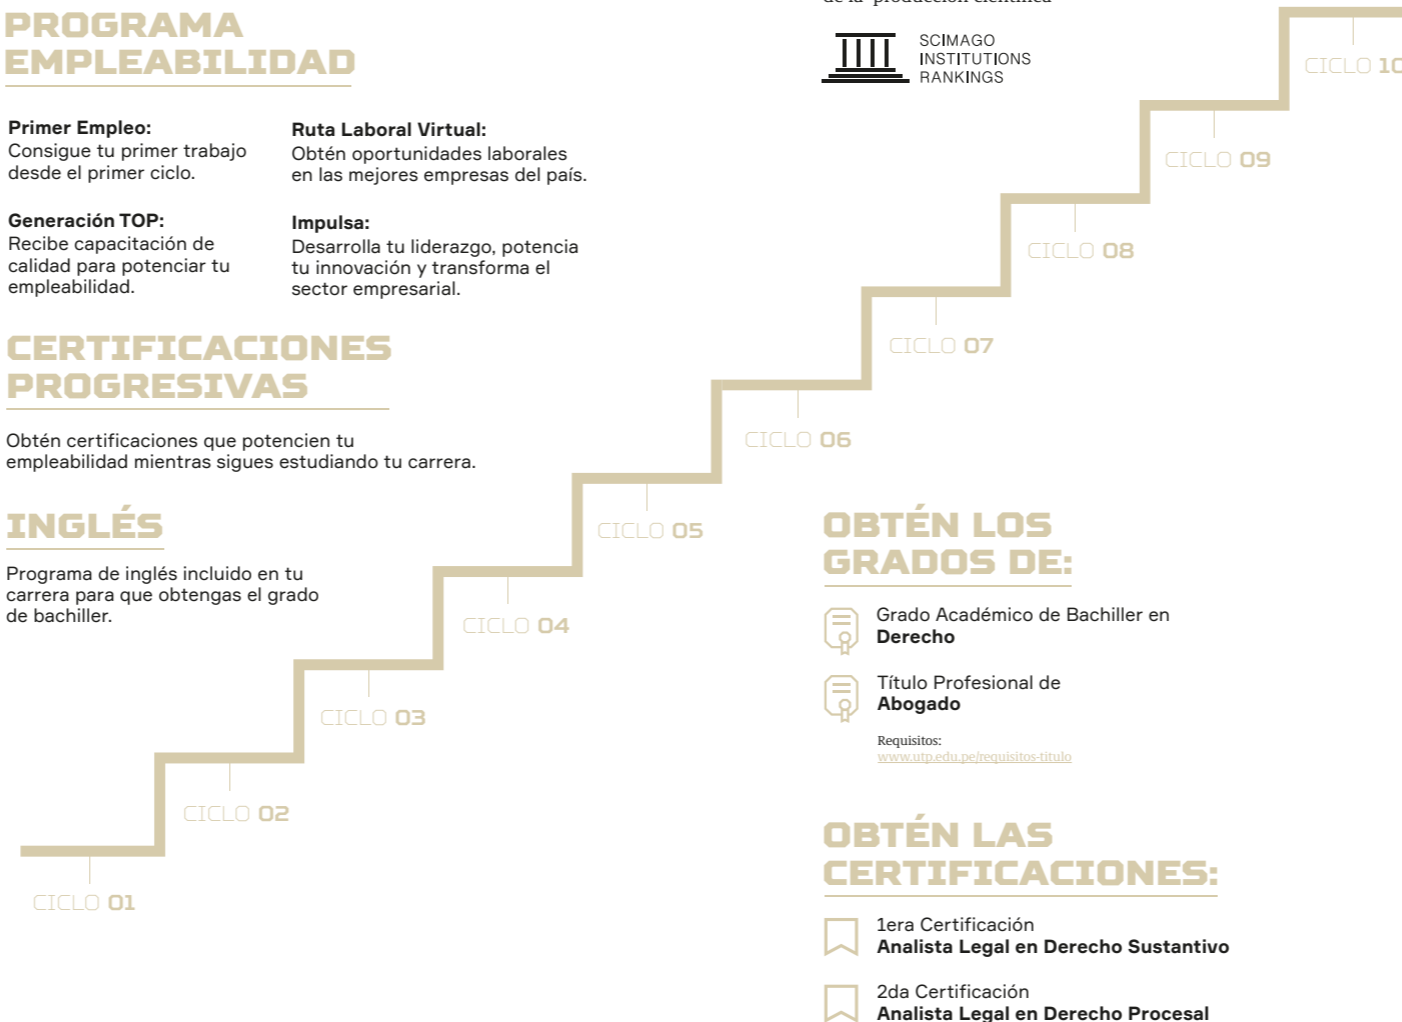 de la producción científica
SCIMAGO
INSTITUTIONS
RANKINGS
PROGRAMA
EMPLEABILIDAD
Primer Empleo:
Consigue tu primer trabajo
desde el primer ciclo.
Ruta Laboral Virtual:
Obtén oportunidades laborales
en las mejores empresas del país.
Generación TOP:
Recibe capacitación de
calidad para potenciar tu
empleabilidad.
Impulsa:
Desarrolla tu liderazgo, potencia
tu innovación y transforma el
sector empresarial.
CERTIFICACIONES
PROGRESIVAS
Obtén certificaciones que potencien tu
empleabilidad mientras sigues estudiando tu carrera.
INGLÉS
Programa de inglés incluido en tu
carrera para que obtengas el grado
de bachiller.
CICLO 01
CICLO 02
CICLO 03
CICLO 04
CICLO 05
CICLO 06
CICLO 07
CICLO 08
CICLO 09
CICLO 10
OBTÉN LOS
GRADOS DE:
Grado Académico de Bachiller en
Derecho
Título Profesional de
Abogado
Requisitos:
www.utp.edu.pe/requisitos-titulo
OBTÉN LAS
CERTIFICACIONES:
1era Certificación
Analista Legal en Derecho Sustantivo
2da Certificación
Analista Legal en Derecho Procesal